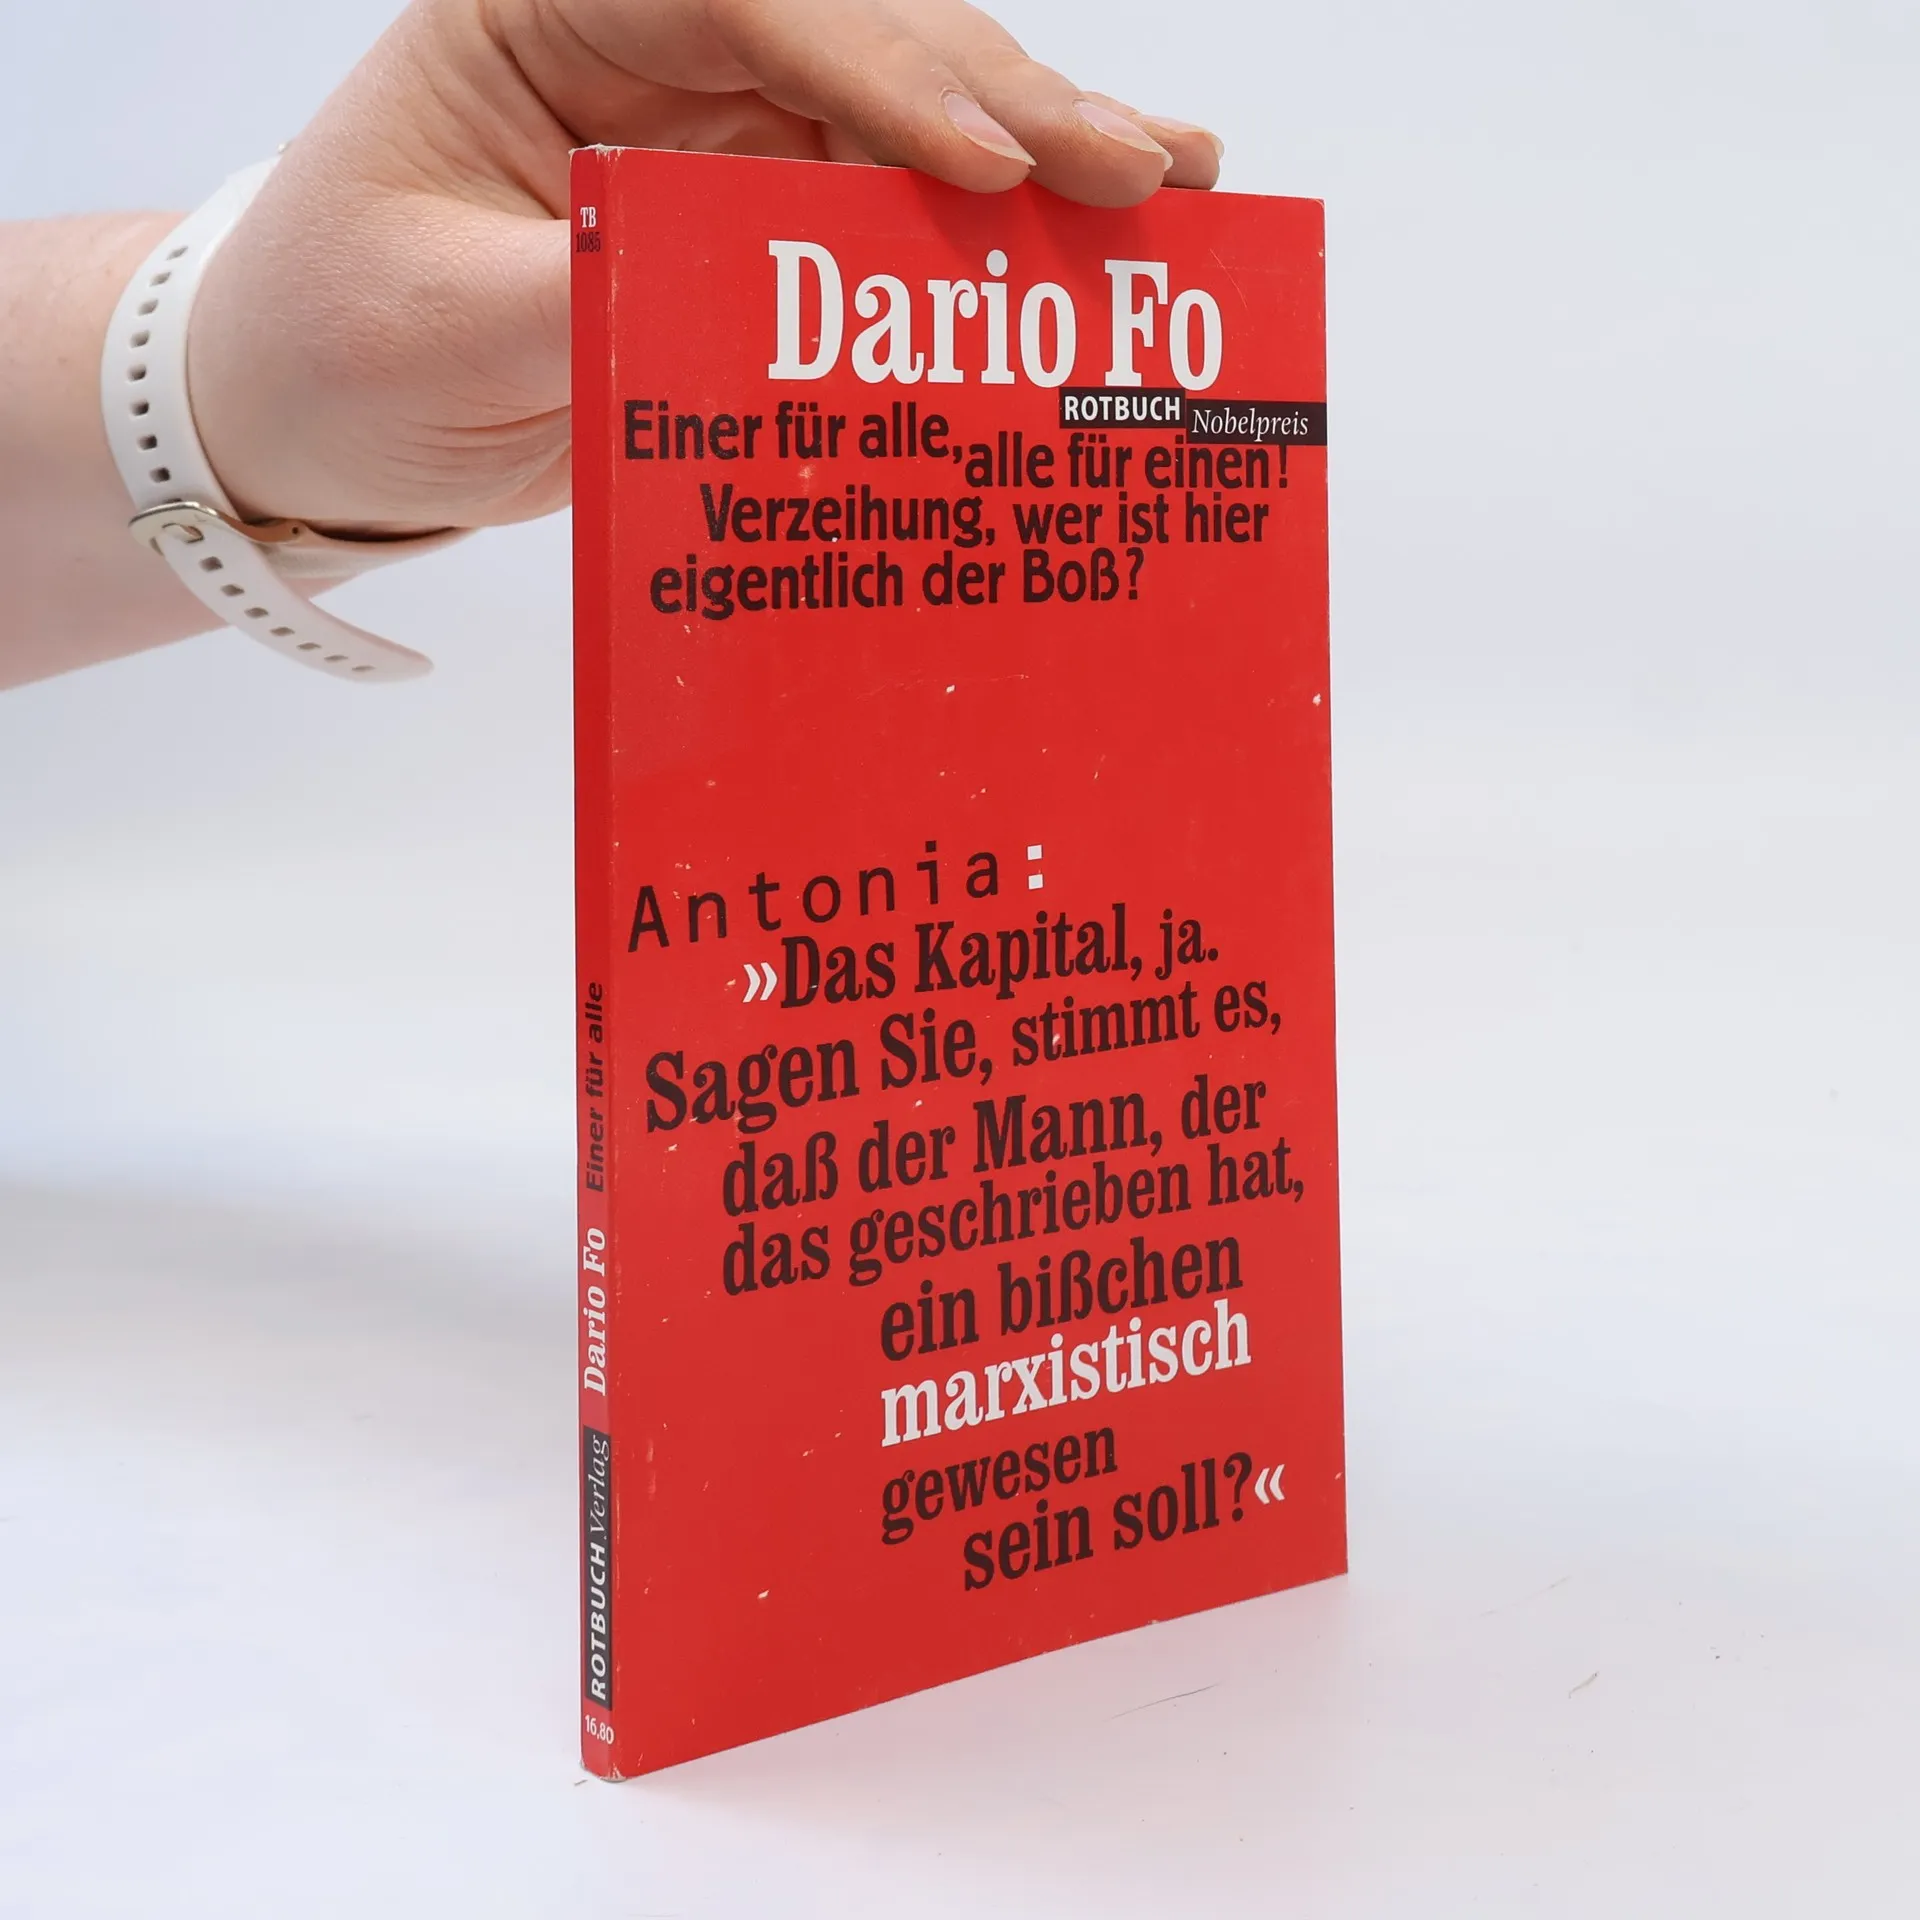 Dario Fo
ROTBUCH Nobelpreis
Einer für alle, alle für einen!
Verzeihung, wer ist hier
eigentlich der Boß?
Antonia:
»Das Kapital, ja.
Sagen Sie, stimmt es,
daß der Mann, der
das geschrieben hat,
ein bißchen
marxistisch
gewesen
sein soll?«
TB
1085
Einer für alle
Dario Fo
ROTBUCH Verlag
16,80